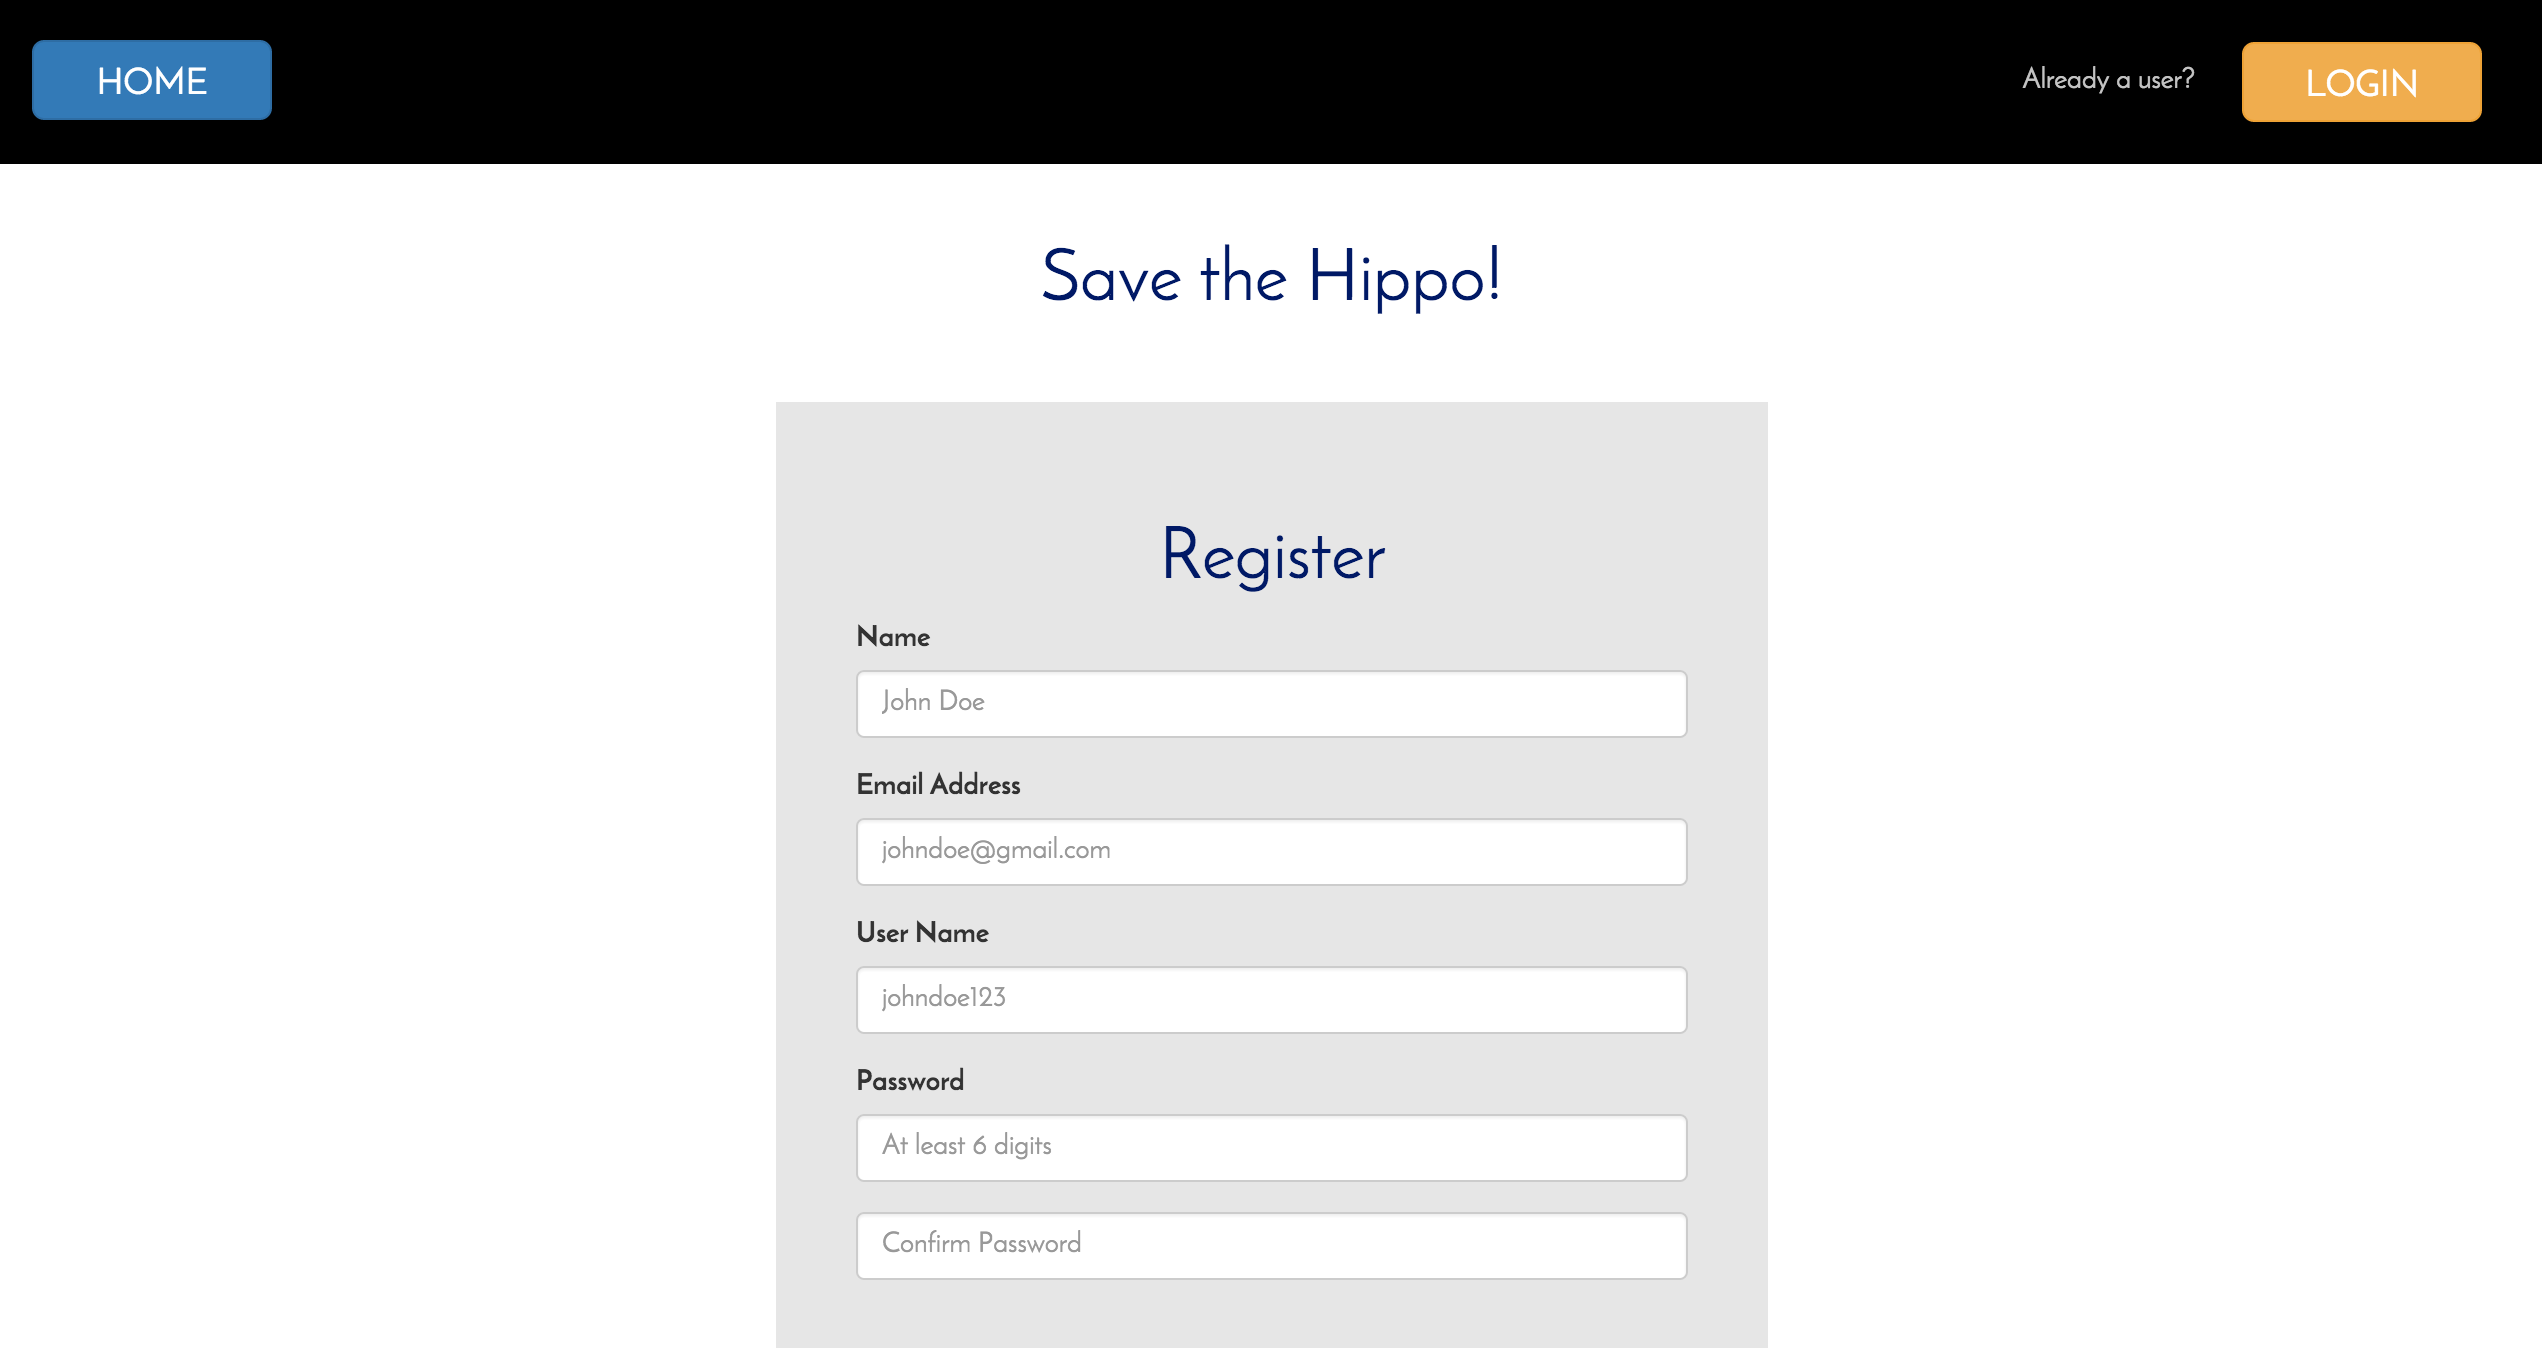 HOME
Already a user?
LOGIN
Save the Hippo!
Register
Name
John Doe
Email Address
johndoe@gmail.com
User Name
johndoe123
Password
At least 6 digits
Confirm Password